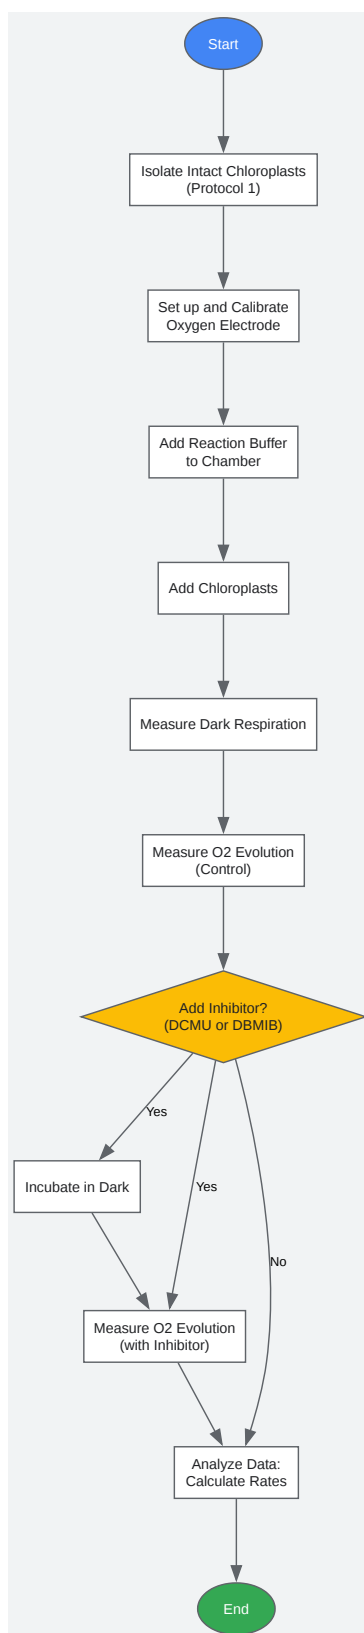 Start
Isolate Intact Chloroplasts
(Protocol 1)
Set up and Calibrate
Oxygen Electrode
Add Reaction Buffer
to Chamber
Add Chloroplasts
Measure Dark Respiration
Measure O2 Evolution
(Control)
Add Inhibitor?
(DCMU or DBMIB)
Yes
Incubate in Dark
Yes
No
Measure O2 Evolution
(with Inhibitor)
Analyze Data:
Calculate Rates
End